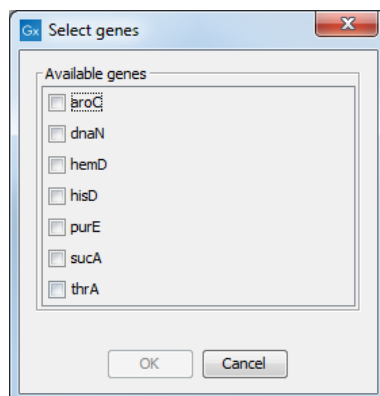 Gx Select genes
Available genes
aroC
dnaN
hemD
hisD
purE
sucA
thrA
OK Cancel